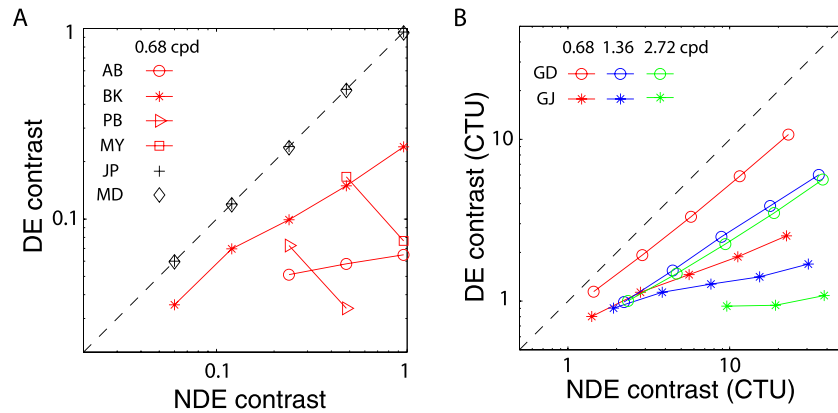 A
0.68 cpd
AB
BK
PB
MY
JP
MD
1
0.1
0.1
1
DE contrast
NDE contrast
B
0.68 1.36 2.72 cpd
GD
GJ
10
1
1
10
DE contrast (CTU)
NDE contrast (CTU)